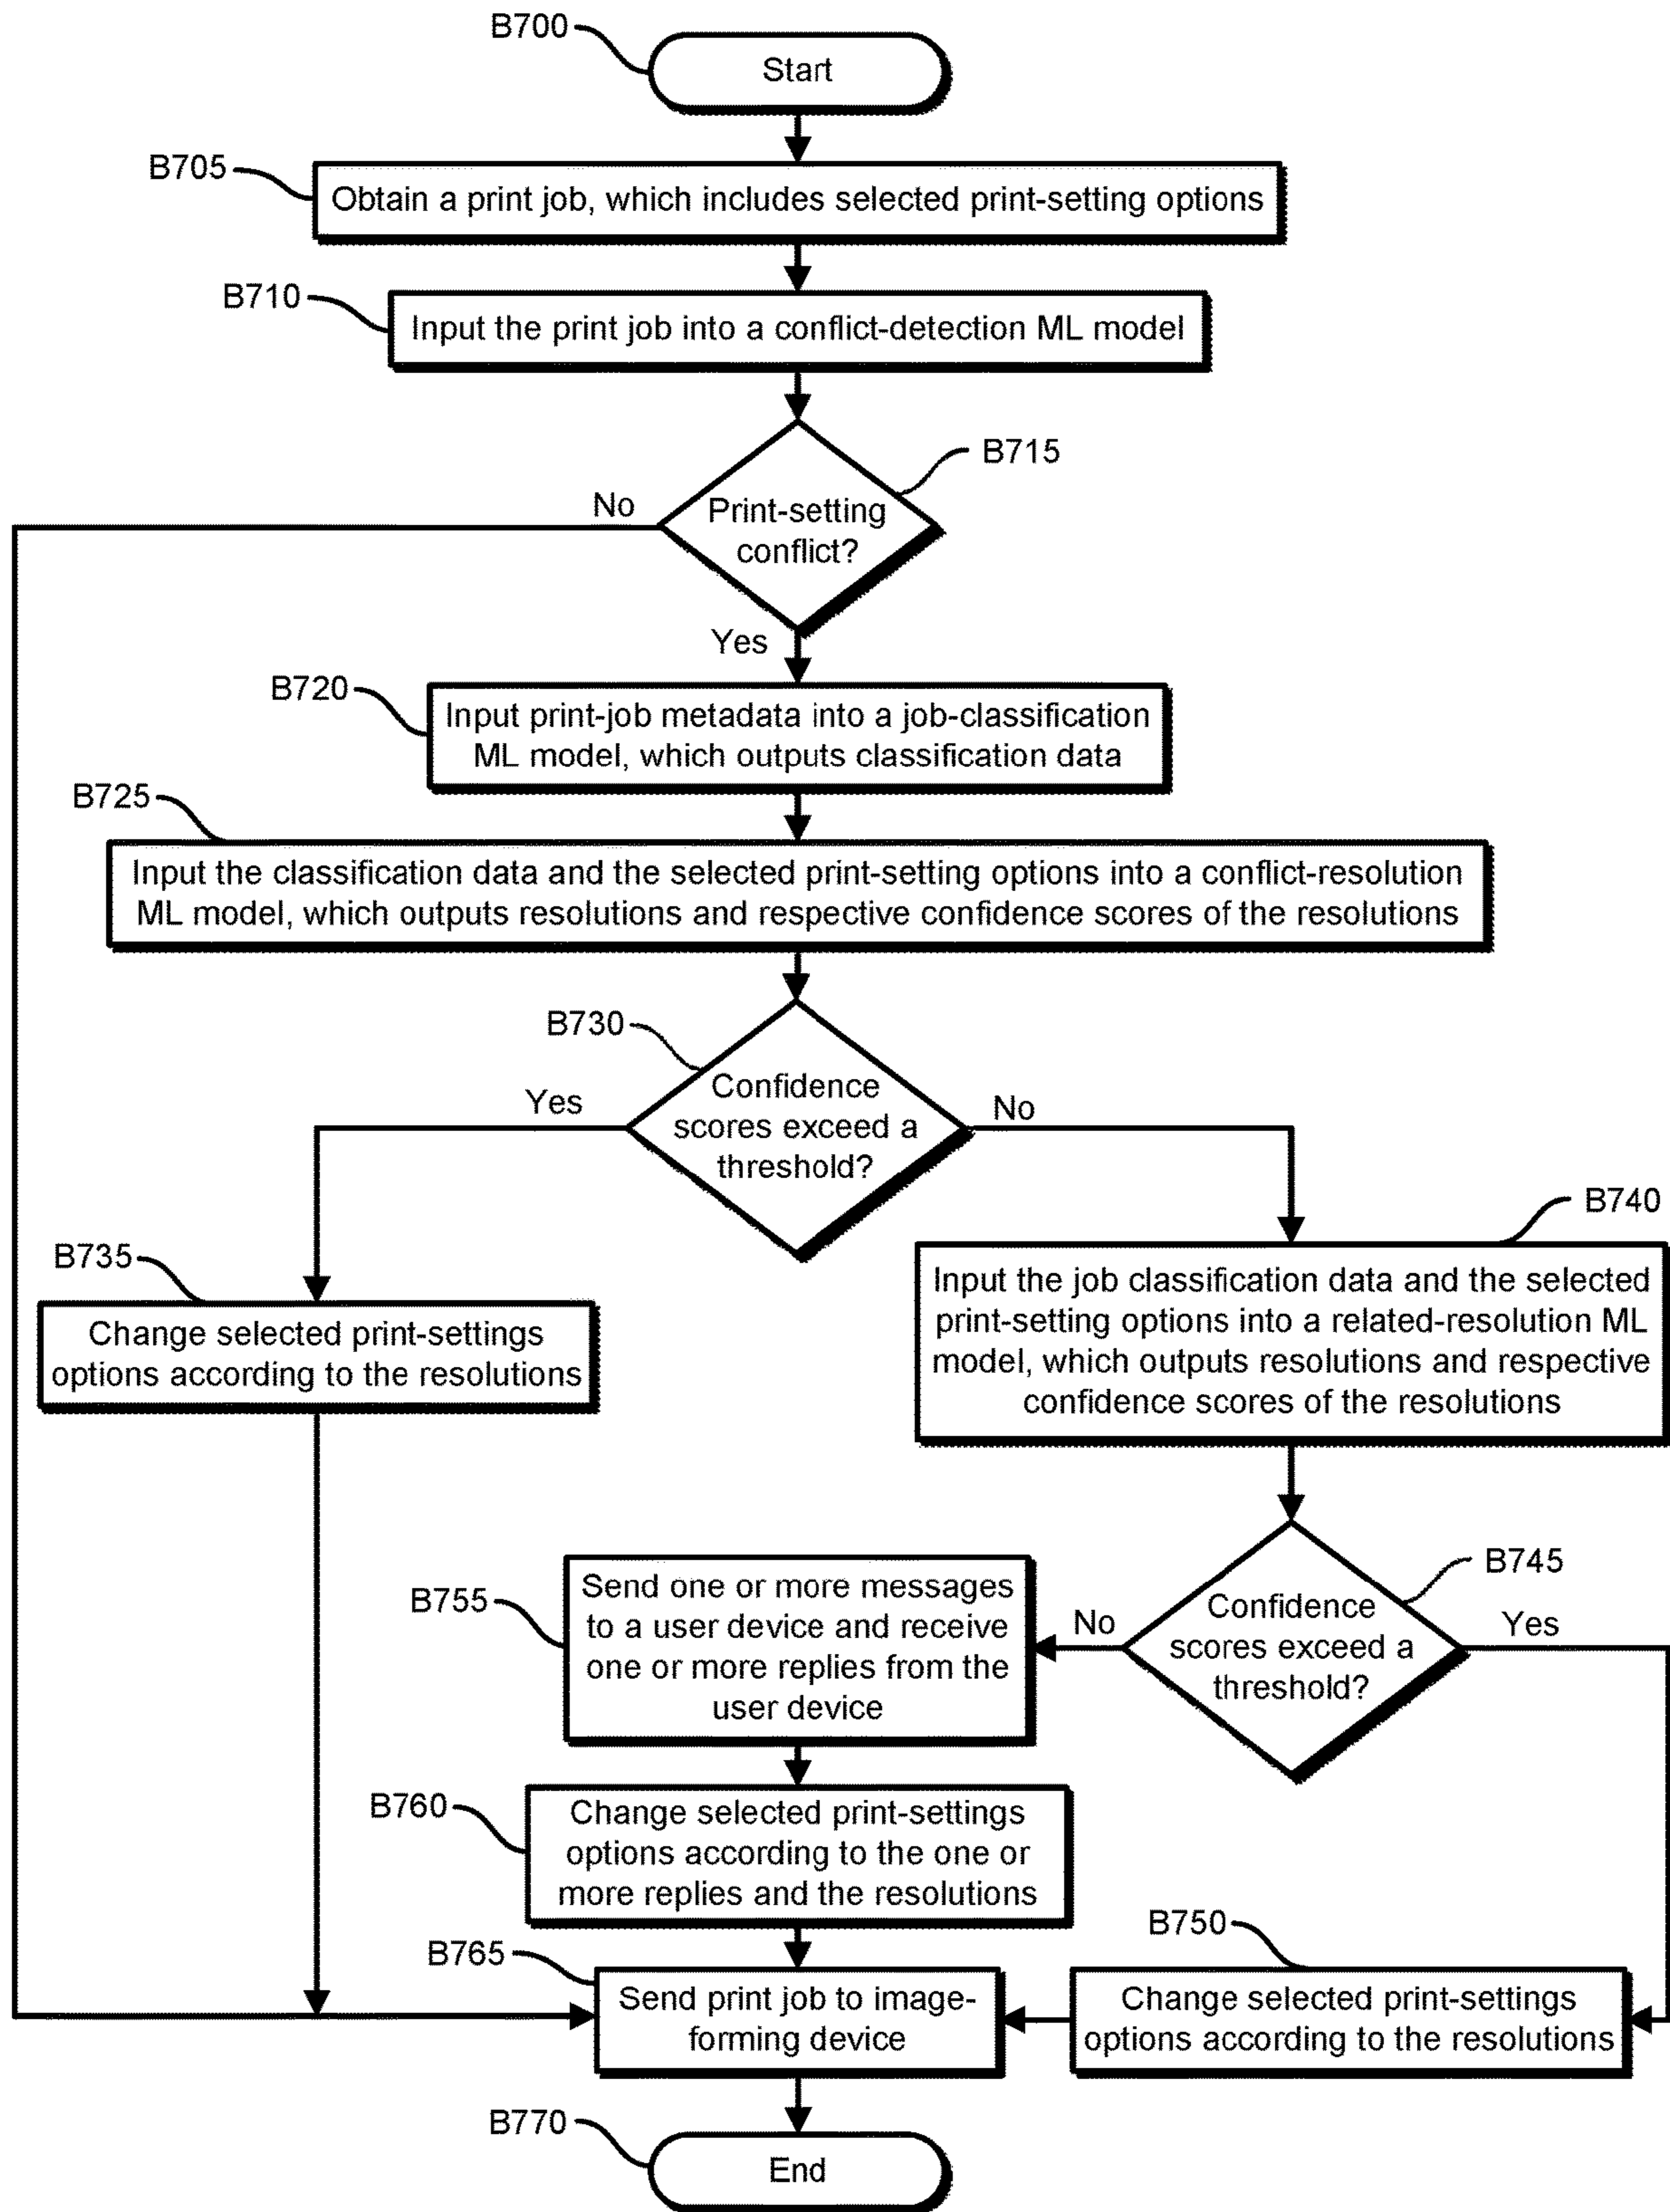 B700
Start
B705
Obtain a print job, which includes selected print-setting options
B710
Input the print job into a conflict-detection ML model
B715
No
Print-setting
conflict?
Yes
B720
Input print-job metadata into a job-classification
ML model, which outputs classification data
B725
Input the classification data and the selected print-setting options into a conflict-resolution
ML model, which outputs resolutions and respective confidence scores of the resolutions
B730
Confidence
scores exceed a
threshold?
Yes
No
B735
Change selected print-settings
options according to the resolutions
B740
Input the job classification data and the selected
print-setting options into a related-resolution ML
model, which outputs resolutions and respective
confidence scores of the resolutions
B745
Confidence
scores exceed a
threshold?
No
Yes
B755
Send one or more messages
to a user device and receive
one or more replies from the
user device
B760
Change selected print-settings
options according to the one or
more replies and the resolutions
B750
Change selected print-settings
options according to the resolutions
B765
Send print job to image-
forming device
B770
End